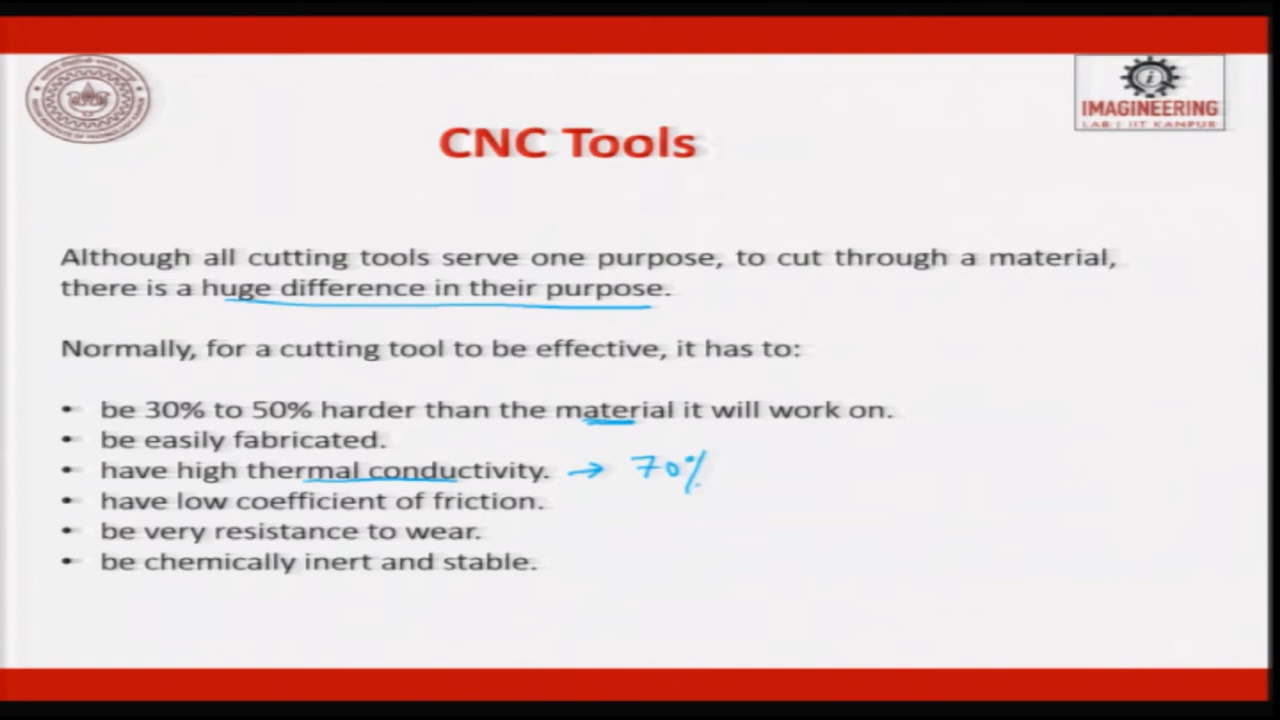 IMAGINEERING
LAB | IIT KANPUR
CNC Tools
Although all cutting tools serve one purpose, to cut through a material,
there is a huge difference in their purpose.
Normally, for a cutting tool to be effective, it has to:
• be 30% to 50% harder than the material it will work on.
• be easily fabricated.
• have high thermal conductivity. → 70%
• have low coefficient of friction.
• be very resistance to wear.
• be chemically inert and stable.